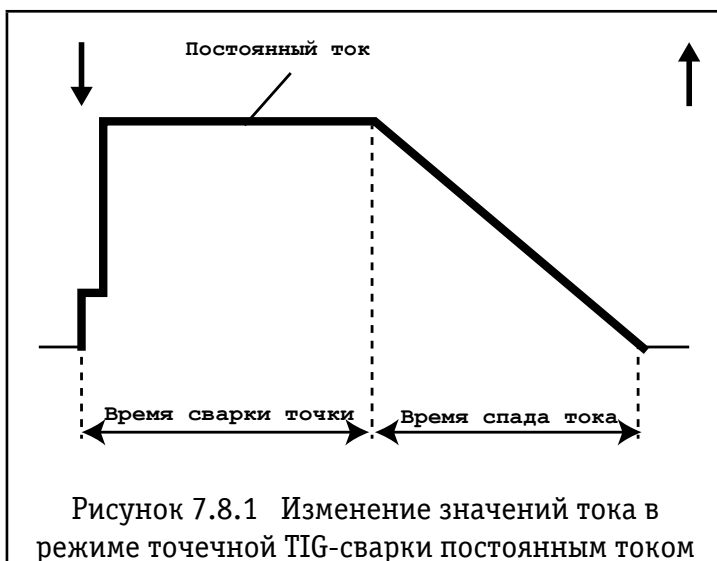 Постоянный ток
Время сварки точки
Время спада тока
Рисунок 7.8.1 Изменение значений тока в
режиме точечной TIG-сварки постоянным током